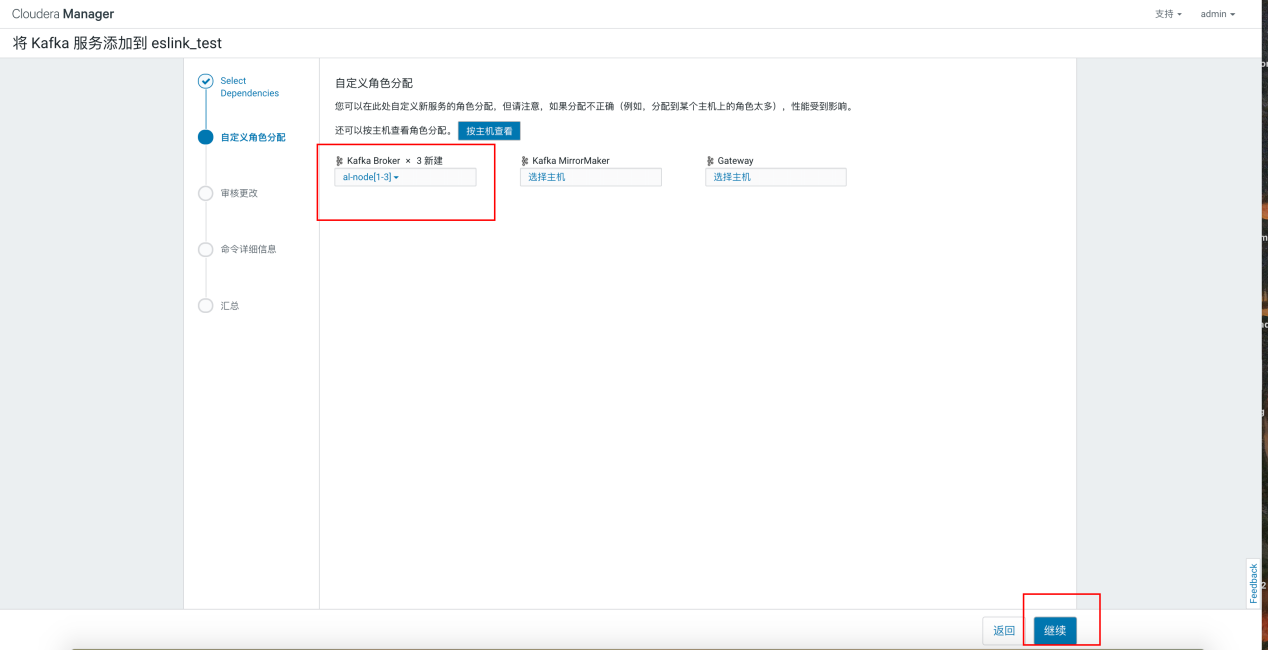 Cloudera Manager
支持
admin
将 Kafka 服务添加到 eslink_test
Select
Dependencies
自定义角色分配
审核更改
命令详细信息
汇总
自定义角色分配
您可以在此处自定义新服务的角色分配，但请注意，如果分配不正确（例如，分配到某个主机上的角色太多），性能受到影响。
还可以按主机查看角色分配。 按主机查看
Kafka Broker × 3 新建
al-node[1-3]
Kafka MirrorMaker
选择主机
Gateway
选择主机
Feedback
返回
继续